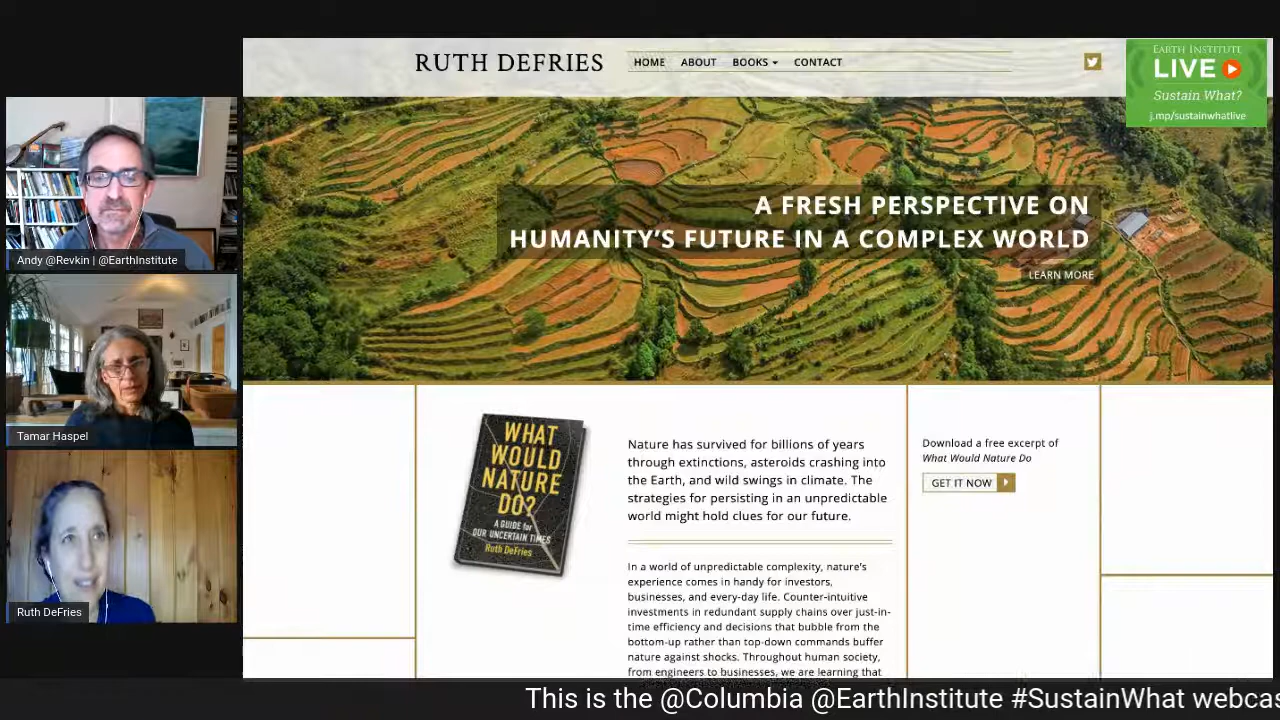 RUTH DEFRIES
HOME ABOUT BOOKS CONTACT
EARTH INSTITUTE
LIVE
Sustain What?
j.mp/sustainwhatlive
Andy @Revkin | @EarthInstitute
Tamar Haspel
Ruth DeFries
A FRESH PERSPECTIVE ON
HUMANITY'S FUTURE IN A COMPLEX WORLD
LEARN MORE
WHAT
WOULD
NATURE
DO?
A GUIDE for
OUR UNCERTAIN TIMES
Ruth DeFries
Nature has survived for billions of years
through extinctions, asteroids crashing into
the Earth, and wild swings in climate. The
strategies for persisting in an unpredictable
world might hold clues for our future.
In a world of unpredictable complexity, nature's
experience comes in handy for investors,
businesses, and every-day life. Counter-intuitive
investments in redundant supply chains over just-in-
time efficiency and decisions that bubble from the
bottom-up rather than top-down commands buffer
nature against shocks. Throughout human society,
from engineers to businesses, we are learning that
Download a free excerpt of
What Would Nature Do
GET IT NOW
This is the @Columbia @EarthInstitute #SustainWhat webcas